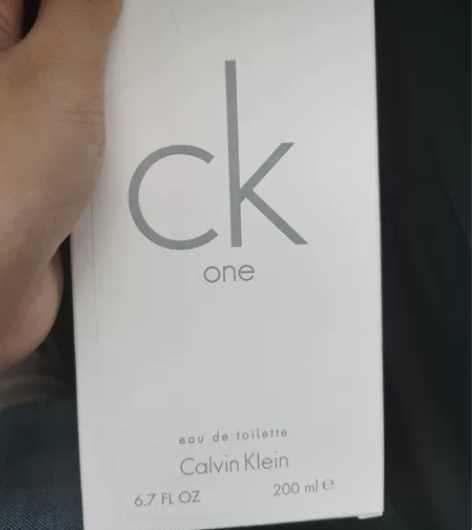 ck
one
eau de toilette
Calvin Klein
6.7 FL OZ 200 ml e